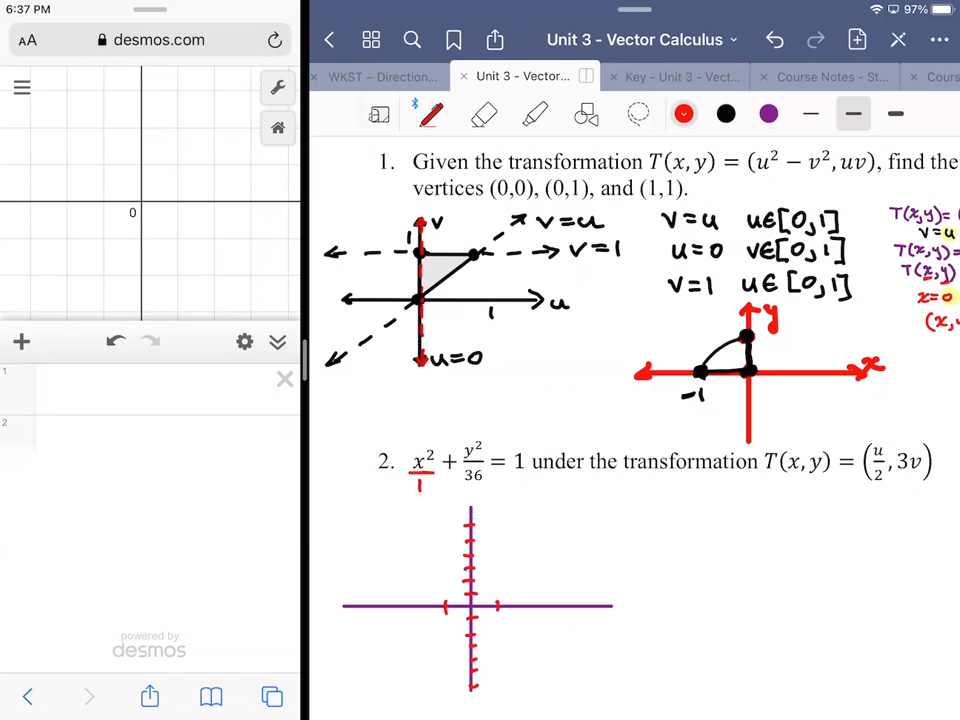 6:37 PM
97%
AA
desmos.com
Unit 3 - Vector Calculus
WKST – Direction...
Unit 3 - Vector...
Key - Unit 3 – Vect...
Course Notes - St...
Cours
1. Given the transformation T(x, y) = (u² − v², uv), find the
vertices (0,0), (0,1), and (1,1).
v
1
v=u
v=1
u
1
u=0
v=u u∈[0,1]
u=0 v∈[0,1]
v=1 u∈[0,1]
T(x,y)=
v=u
T(x,y)=
T(x,y)
x=0
y
x
-1
0
1
2
2. x² + y²/36 = 1 under the transformation T(x, y) = (u/2, 3v)
1
powered by
desmos